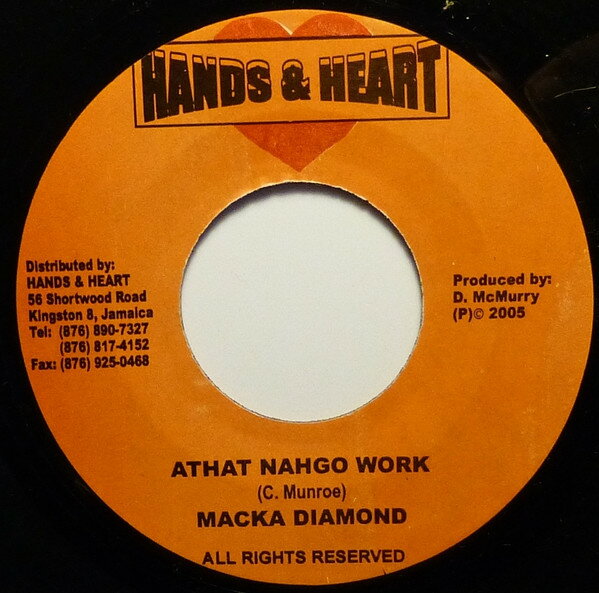 HANDS & HEART
Distributed by:
HANDS & HEART
56 Shortwood Road
Kingston 8, Jamaica
Tel: (876) 890-7327
(876) 817-4152
Fax: (876) 925-0468
Produced by:
D. McMurry
(P)© 2005
ATHAT NAHGO WORK
(C. Munroe)
MACKA DIAMOND
ALL RIGHTS RESERVED